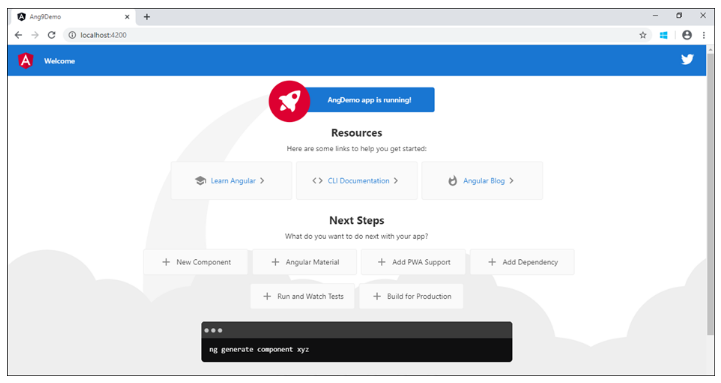 Ang9Demo
localhost:4200
Welcome
AngDemo app is running!
Resources
Here are some links to help you get started:
Learn Angular > <> CLI Documentation > Angular Blog >
Next Steps
What do you want to do next with your app?
+ New Component + Angular Material + Add PWA Support + Add Dependency
+ Run and Watch Tests + Build for Production
ng generate component xyz